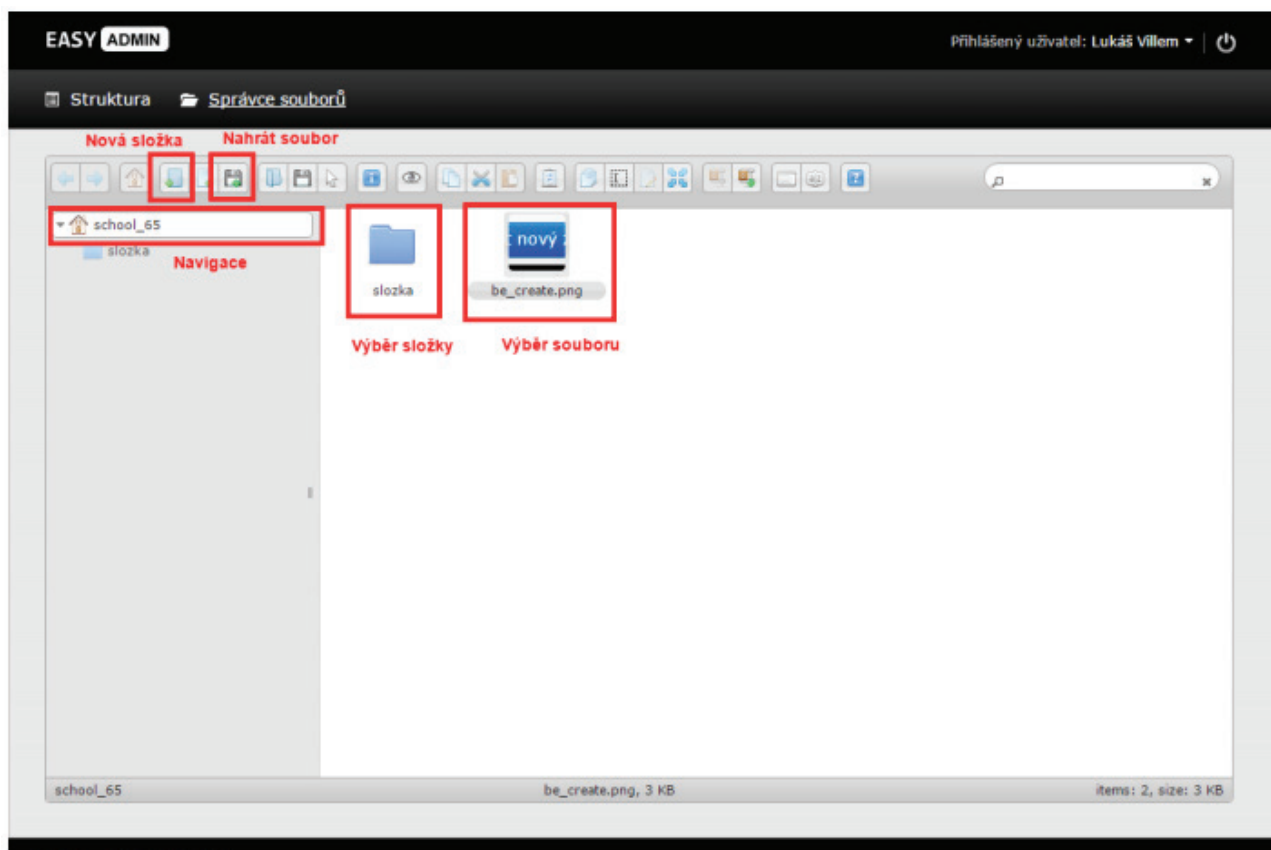 EASY ADMIN
Přihlášený uživatel: Lukáš Villem
Struktura Správce souborů
Nová složka Nahrát soubor
school_65
slozka
Navigace
nový
slozka be_create.png
Výběr složky Výběr souboru
school_65 be_create.png, 3 KB items: 2, size: 3 KB